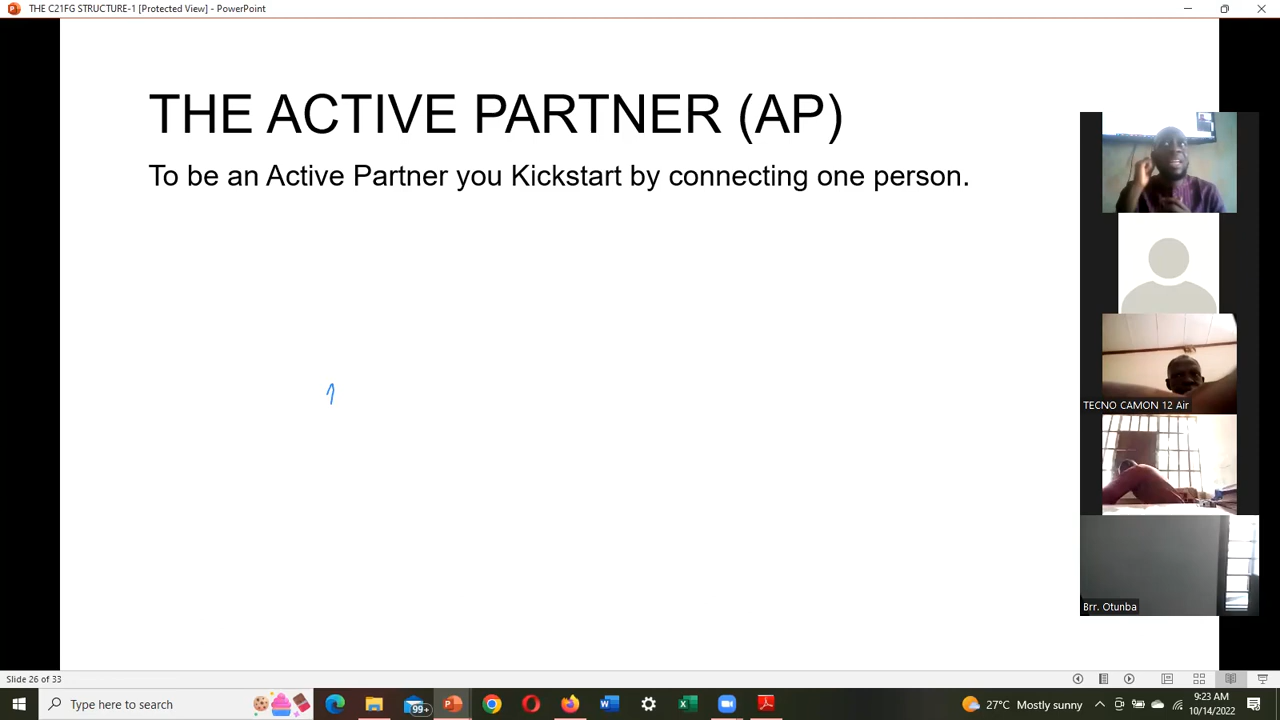 THE C21FG STRUCTURE-1 [Protected View] - PowerPoint
THE ACTIVE PARTNER (AP)
To be an Active Partner you Kickstart by connecting one person.
TECNO CAMON 12 Air
Brr. Otunba
Slide 26 of 33
Type here to search
99+
27°C Mostly sunny
9:23 AM
10/14/2022